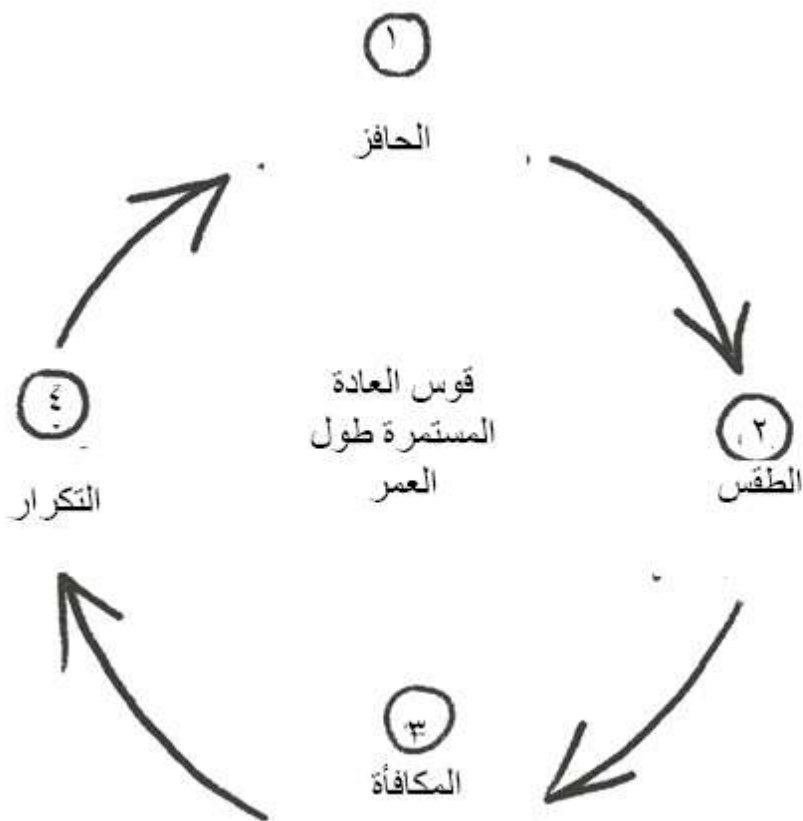 ١
الحافز
٢
الطقس
٣
المكافأة
٤
التكرار
قوس العادة
المستمرة طول
العمر